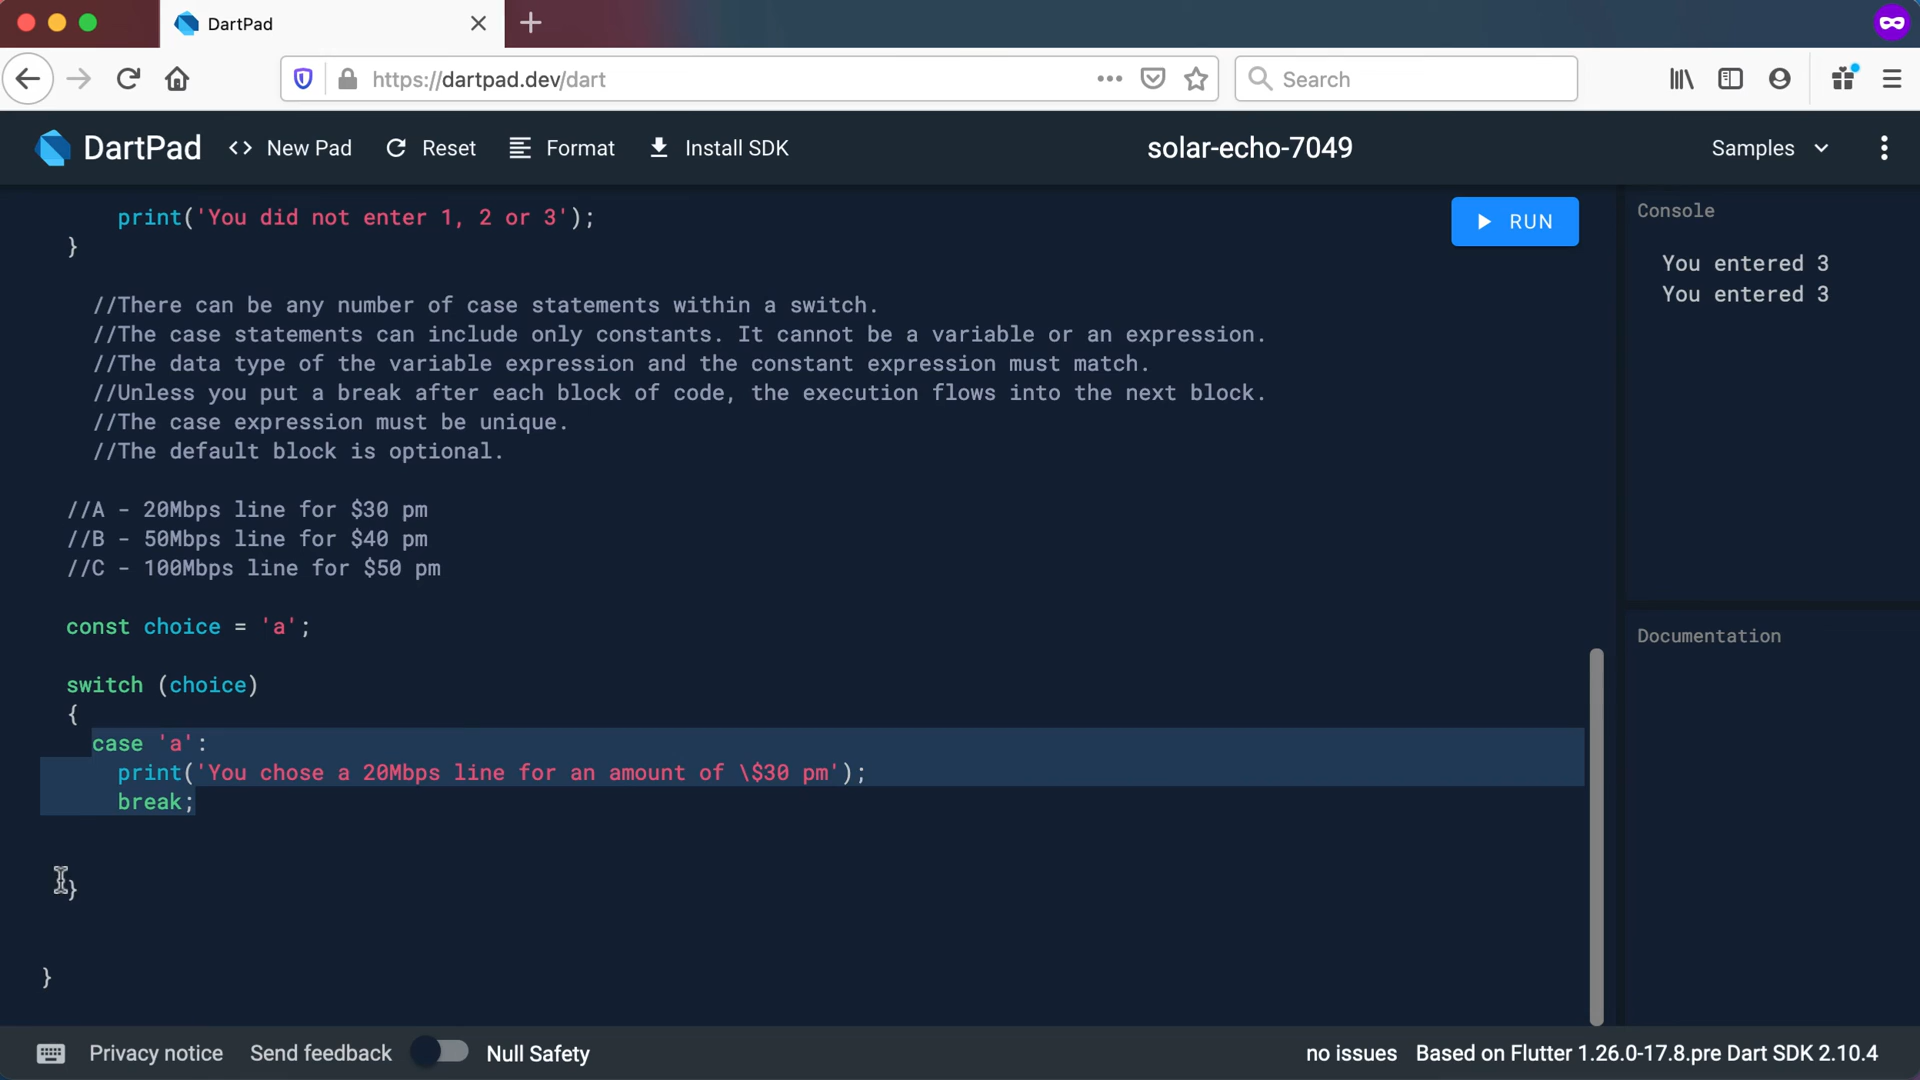 DartPad
https://dartpad.dev/dart
Search
DartPad
<> New Pad
Reset
Format
Install SDK
solar-echo-7049
Samples
print('You did not enter 1, 2 or 3');
}
//There can be any number of case statements within a switch.
//The case statements can include only constants. It cannot be a variable or an expression.
//The data type of the variable expression and the constant expression must match.
//Unless you put a break after each block of code, the execution flows into the next block.
//The case expression must be unique.
//The default block is optional.
//A - 20Mbps line for $30 pm
//B - 50Mbps line for $40 pm
//C - 100Mbps line for $50 pm
const choice = 'a';
switch (choice)
{
case 'a':
print('You chose a 20Mbps line for an amount of \$30 pm');
break;
}
}
RUN
Console
You entered 3
You entered 3
Documentation
Privacy notice
Send feedback
Null Safety
no issues
Based on Flutter 1.26.0-17.8.pre Dart SDK 2.10.4